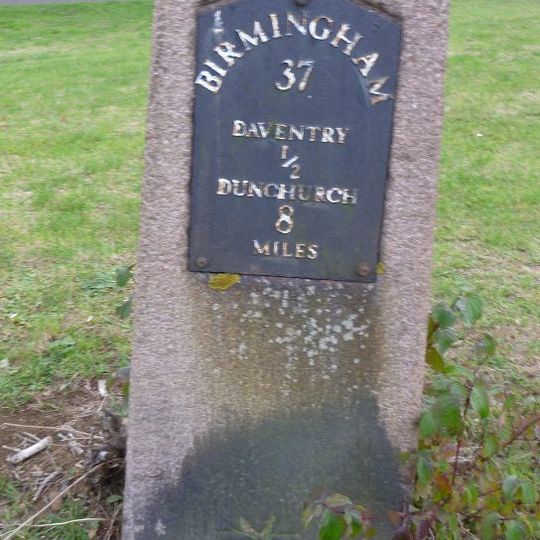 BIRMINGHAM
37
DAVENTRY
1/2
DUNCHURCH
8
MILES